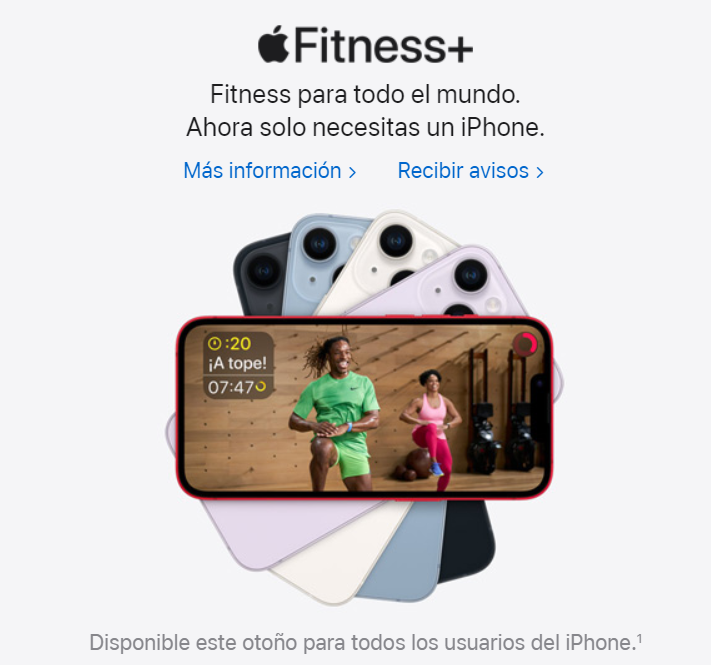 Fitness+
Fitness para todo el mundo.
Ahora solo necesitas un iPhone.
Más información >
Recibir avisos >
:20
¡A tope!
07:47
Disponible este otoño para todos los usuarios del iPhone.¹